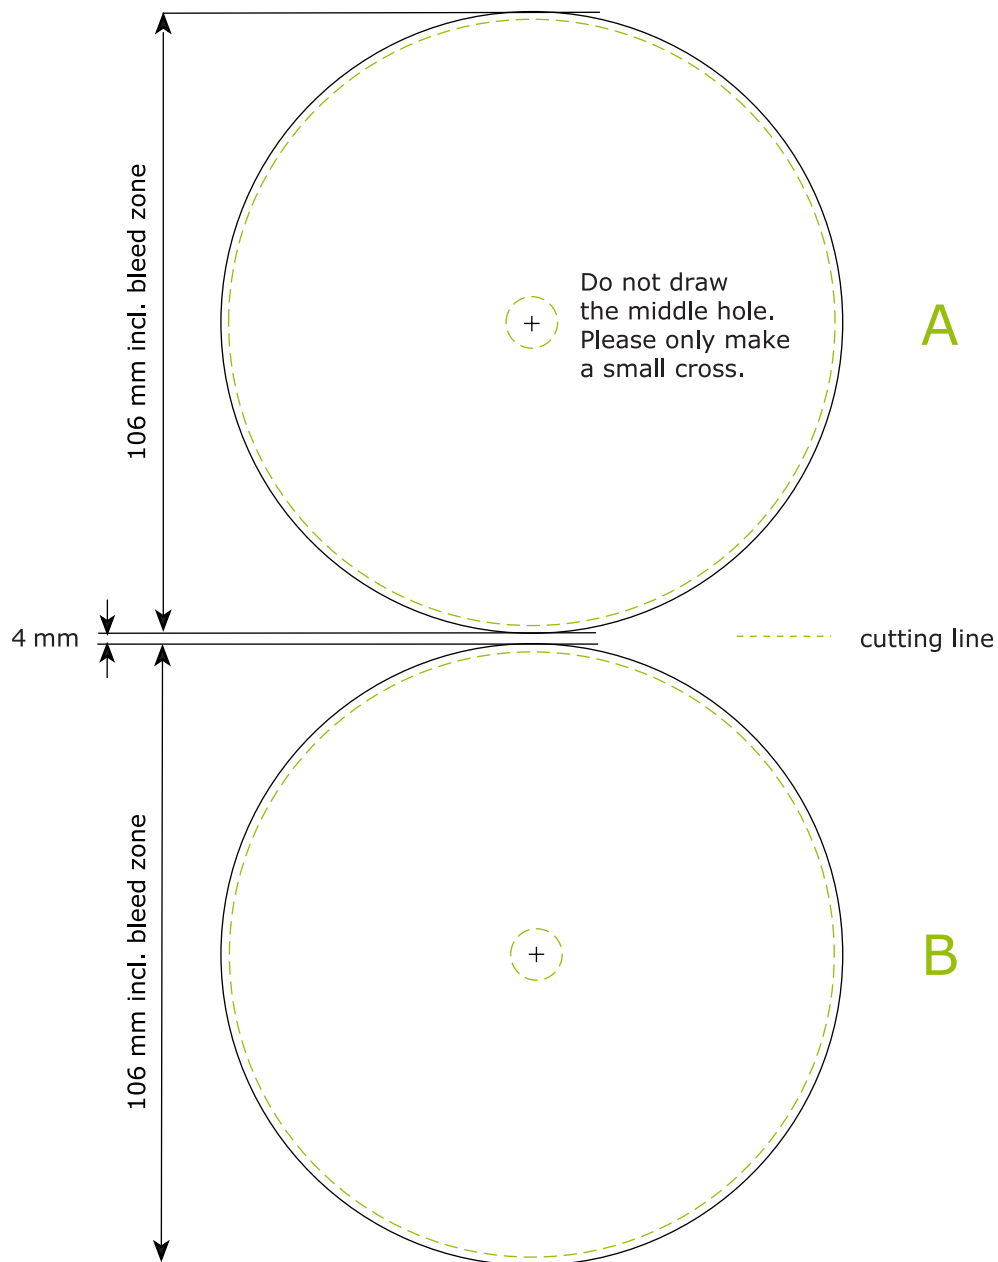 106 mm incl. bleed zone
Do not draw
the middle hole.
Please only make
a small cross.
A
4 mm
cutting line
106 mm incl. bleed zone
B